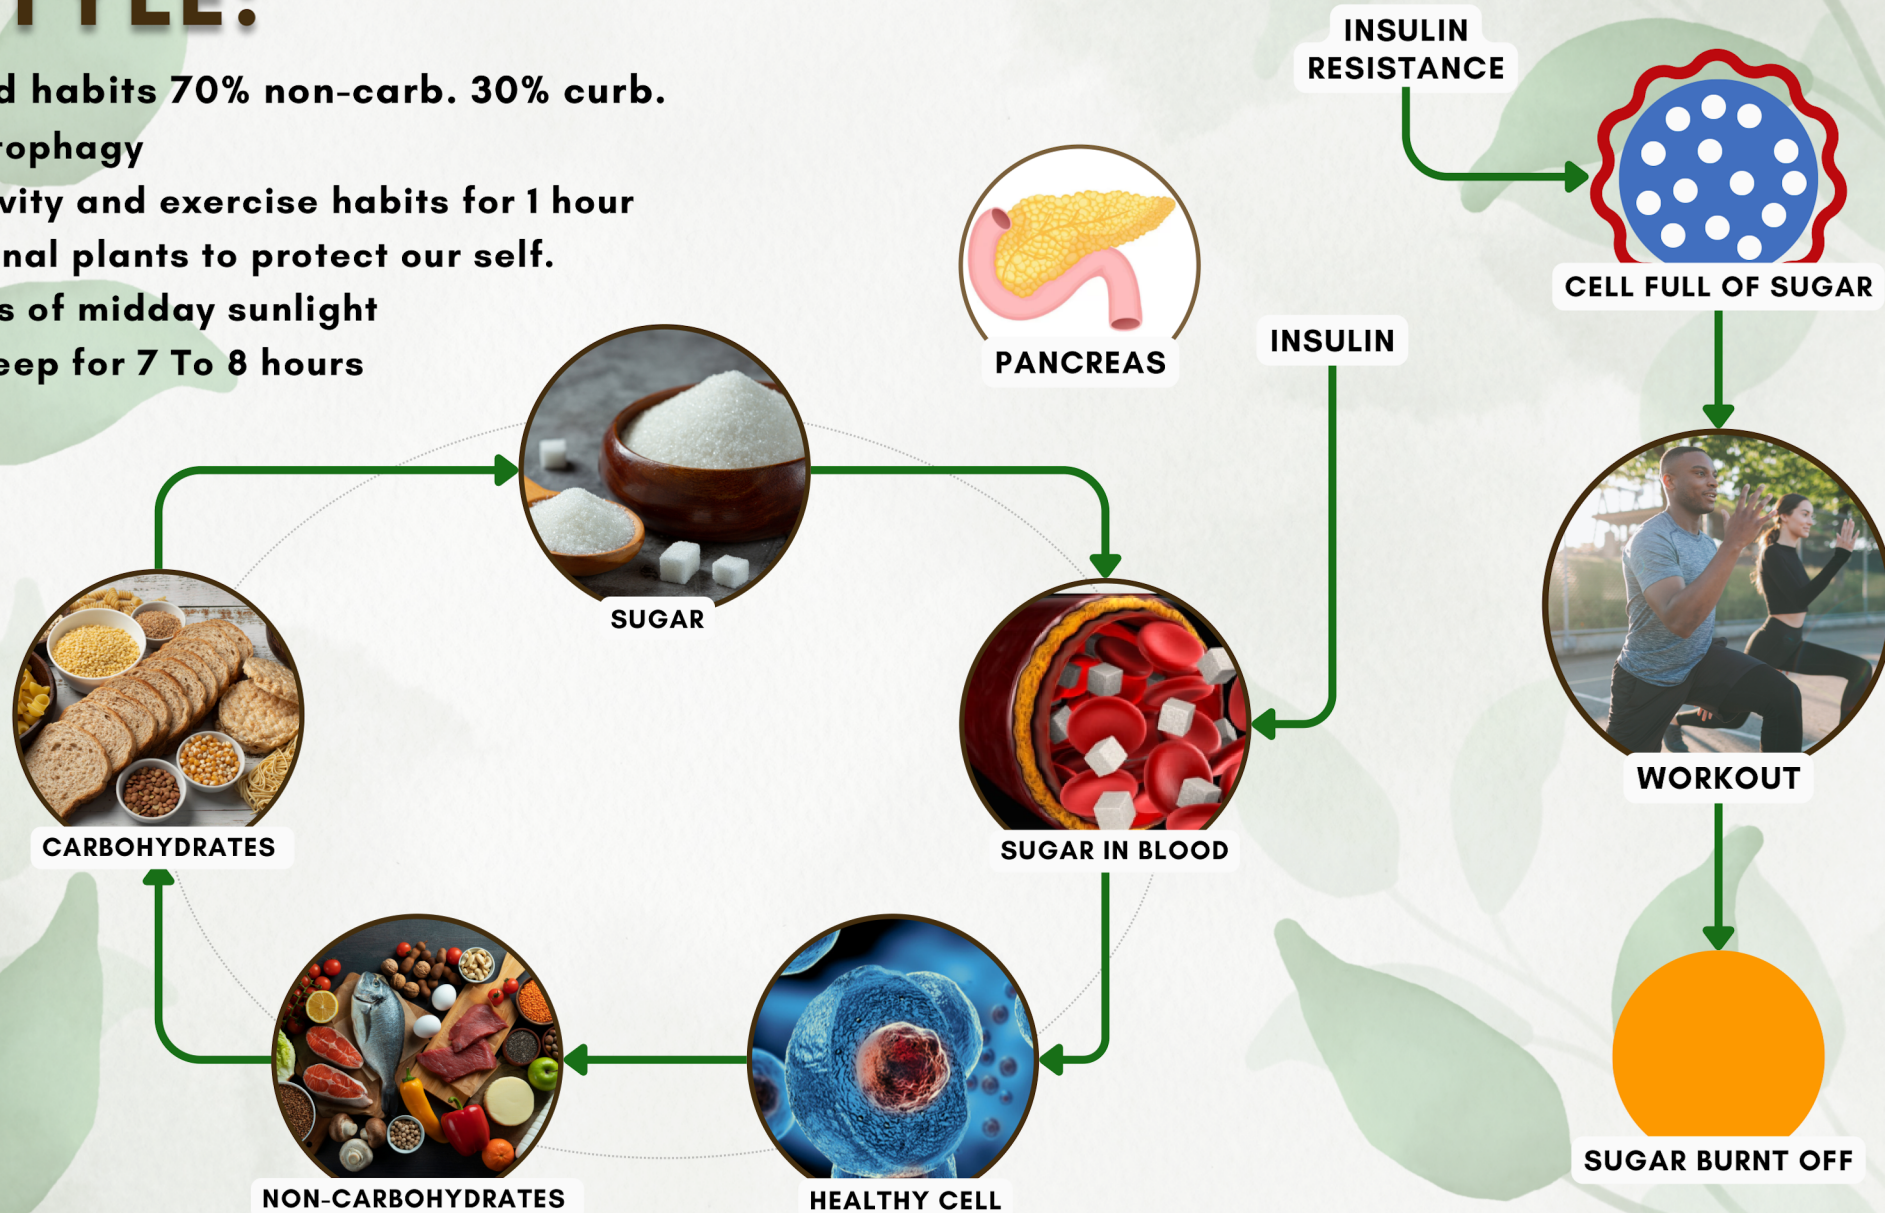 TYLE:
d habits 70% non-carb. 30% curb.
tophagy
vity and exercise habits for 1 hour
nal plants to protect our self.
s of midday sunlight
eep for 7 To 8 hours
INSULIN
RESISTANCE
CELL FULL OF SUGAR
PANCREAS
INSULIN
SUGAR
WORKOUT
CARBOHYDRATES
SUGAR IN BLOOD
SUGAR BURNT OFF
NON-CARBOHYDRATES
HEALTHY CELL